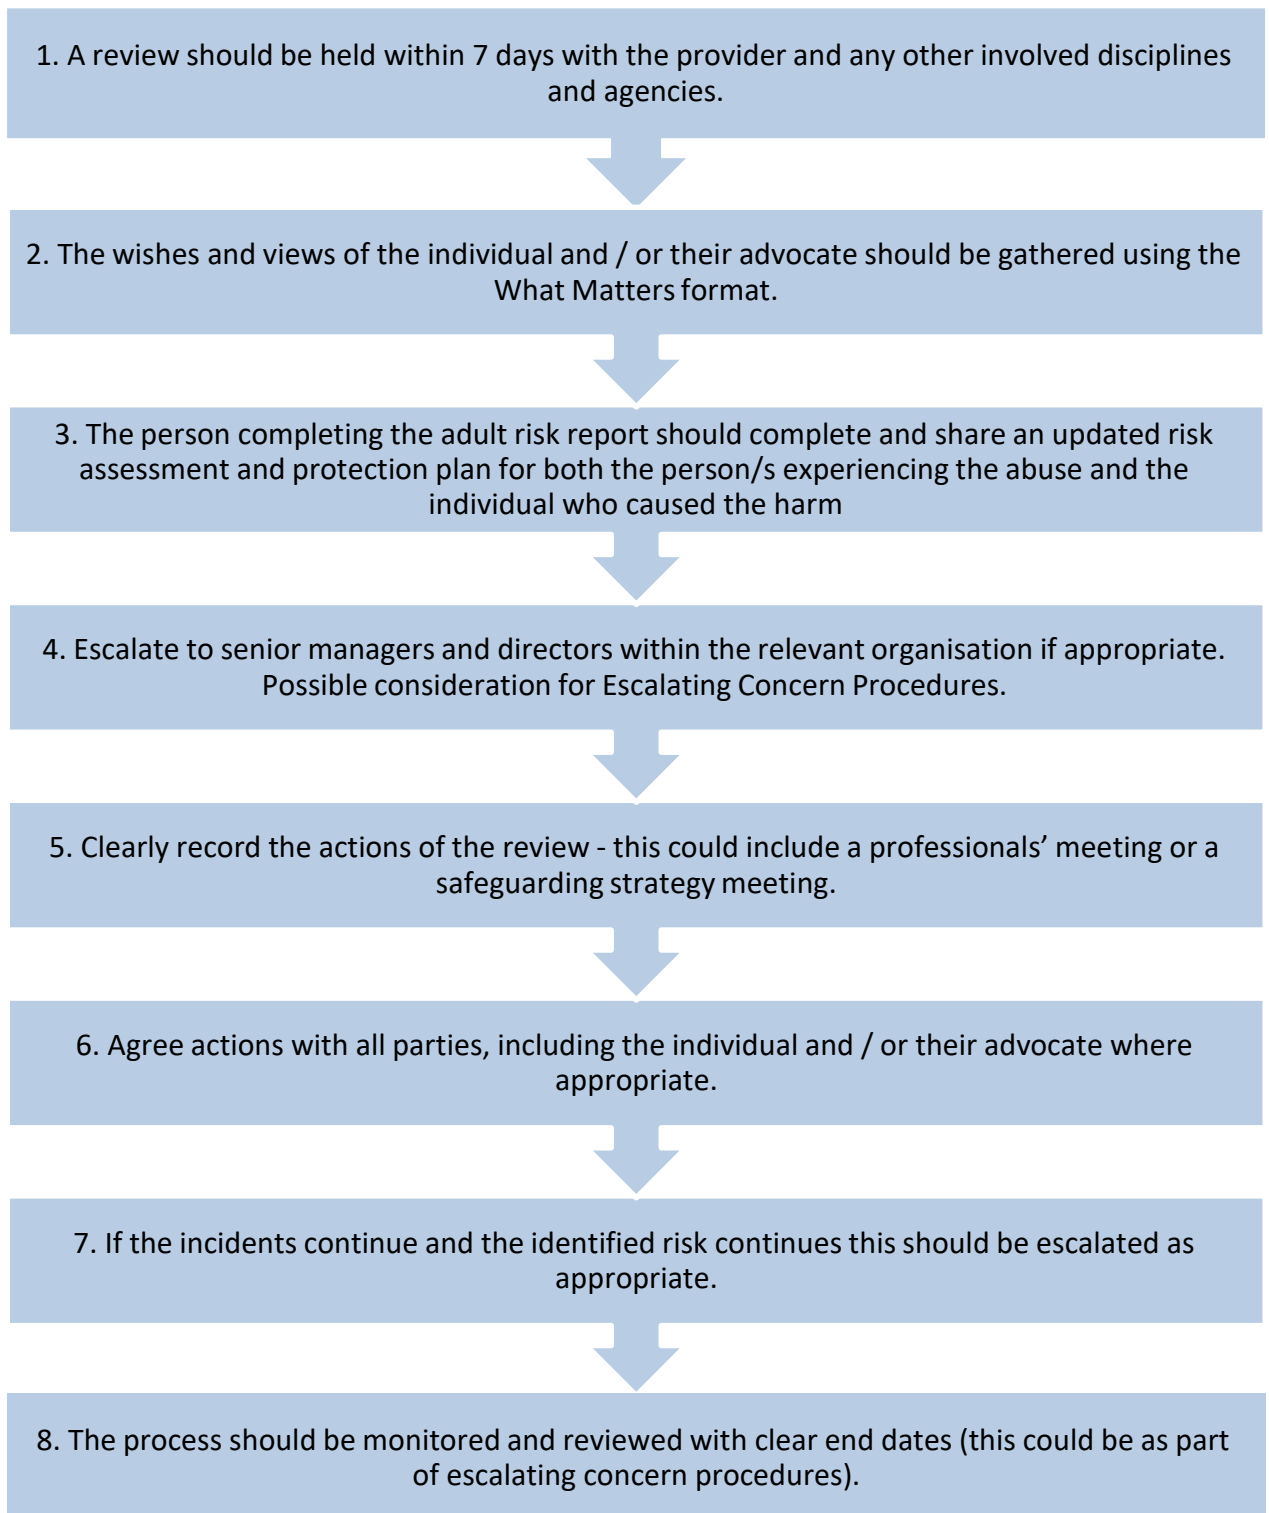 1. A review should be held within 7 days with the provider and any other involved disciplines
and agencies.
2. The wishes and views of the individual and / or their advocate should be gathered using the
What Matters format.
3. The person completing the adult risk report should complete and share an updated risk
assessment and protection plan for both the person/s experiencing the abuse and the
individual who caused the harm
4. Escalate to senior managers and directors within the relevant organisation if appropriate.
Possible consideration for Escalating Concern Procedures.
5. Clearly record the actions of the review - this could include a professionals’ meeting or a
safeguarding strategy meeting.
6. Agree actions with all parties, including the individual and / or their advocate where
appropriate.
7. If the incidents continue and the identified risk continues this should be escalated as
appropriate.
8. The process should be monitored and reviewed with clear end dates (this could be as part
of escalating concern procedures).